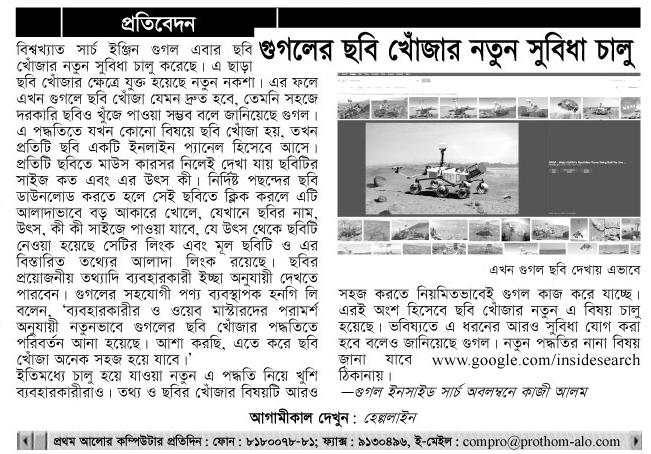 প্রতিবেদন
গুগলের ছবি খোঁজার নতুন সুবিধা চালু
বিশ্বখ্যাত সার্চ ইঞ্জিন গুগল এবার ছবি
খোঁজার নতুন সুবিধা চালু করেছে। এ ছাড়া
ছবি খোঁজার ক্ষেত্রে যুক্ত হয়েছে নতুন নকশা। এর ফলে
এখন গুগলে ছবি খোঁজা যেমন দ্রুত হবে, তেমনি সহজে
দরকারি ছবিও খুঁজে পাওয়া সম্ভব বলে জানিয়েছে গুগল।
এ পদ্ধতিতে যখন কোনো বিষয়ে ছবি খোঁজা হয়, তখন
প্রতিটি ছবি একটি ইনলাইন প্যানেল হিসেবে আসে।
প্রতিটি ছবিতে মাউস কারসর নিলেই দেখা যায় ছবিটির
সাইজ কত এবং এর উৎস কী। নির্দিষ্ট পছন্দের ছবি
ডাউনলোড করতে হলে সেই ছবিতে ক্লিক করলে এটি
আলাদাভাবে বড় আকারে খোলে, যেখানে ছবির নাম,
উৎস, কী কী সাইজে পাওয়া যাবে, যে উৎস থেকে ছবিটি
নেওয়া হয়েছে সেটির লিংক এবং মূল ছবিটি ও এর
বিস্তারিত তথ্যের আলাদা লিংক রয়েছে। ছবির
প্রয়োজনীয় তথ্যাদি ব্যবহারকারী ইচ্ছা অনুযায়ী দেখতে
পারবেন। গুগলের সহযোগী পণ্য ব্যবস্থাপক হনগি লি
বলেন, ‘ব্যবহারকারীর ও ওয়েব মাস্টারদের পরামর্শ
অনুযায়ী নতুনভাবে গুগলের ছবি খোঁজার পদ্ধতিতে
পরিবর্তন আনা হয়েছে। আশা করছি, এতে করে ছবি
খোঁজা অনেক সহজ হয়ে যাবে।’
ইতিমধ্যে চালু হয়ে যাওয়া নতুন এ পদ্ধতি নিয়ে খুশি
ব্যবহারকারীরাও। তথ্য ও ছবির খোঁজার বিষয়টি আরও
এখন গুগল ছবি দেখায় এভাবে
সহজ করতে নিয়মিতভাবেই গুগল কাজ করে যাচ্ছে।
এরই অংশ হিসেবে ছবি খোঁজার নতুন এ বিষয় চালু
হয়েছে। ভবিষ্যতে এ ধরনের আরও সুবিধা যোগ করা
হবে বলেও জানিয়েছে গুগল। নতুন পদ্ধতির নানা বিষয়
জানা যাবে www.google.com/insidesearch
ঠিকানায়।
—গুগল ইনসাইড সার্চ অবলম্বনে কাজী আলম
আগামীকাল দেখুন : হেল্পলাইন
প্রথম আলোর কম্পিউটার প্রতিদিন : ফোন : ৮১৮০০৭৮-৮১; ফ্যাক্স : ৯১৩০৪৯৬, ই-মেইল : compro@prothom-alo.com